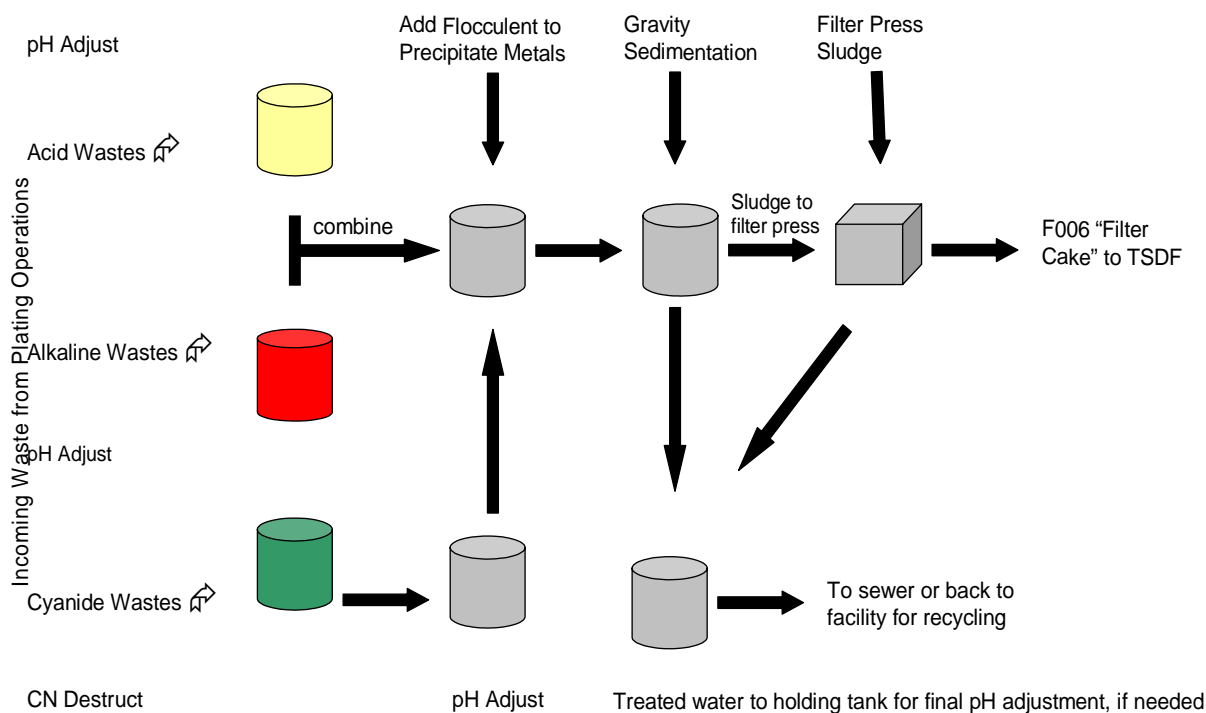 pH Adjust
Add Flocculent to
Precipitate Metals
Gravity
Sedimentation
Filter Press
Sludge
Acid Wastes
combine
Sludge to
filter press
F006 “Filter
Cake” to TSDF
Incoming Waste from Plating Operations
Alkaline Wastes
pH Adjust
Cyanide Wastes
To sewer or back to
facility for recycling
CN Destruct
pH Adjust
Treated water to holding tank for final pH adjustment, if needed